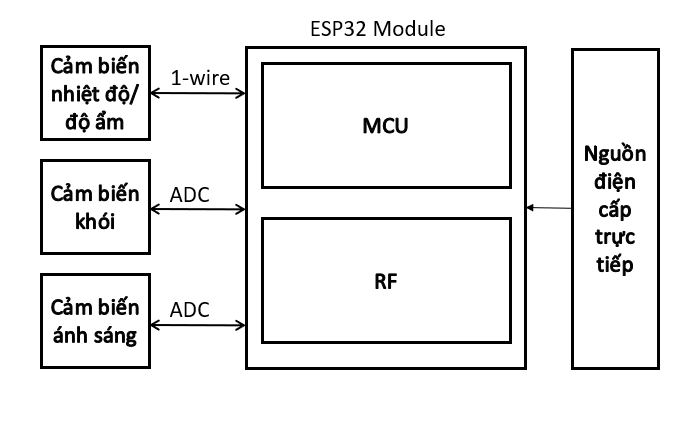 ESP32 Module
Cảm biến
nhiệt độ/
độ ẩm
1-wire
Cảm biến
khói
ADC
Cảm biến
ánh sáng
ADC
MCU
RF
Nguồn
điện
cấp
trực
tiếp